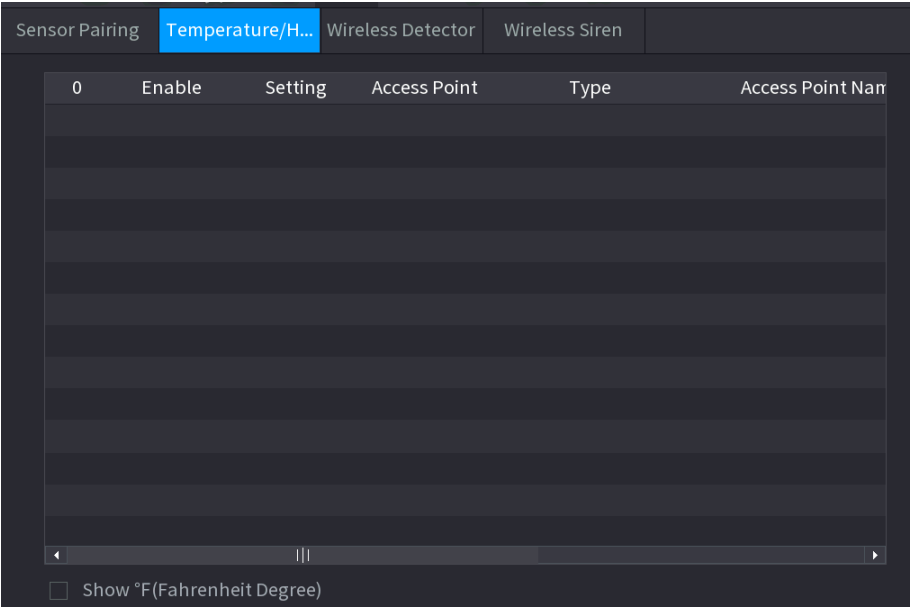 Sensor Pairing Temperature/H... Wireless Detector Wireless Siren
0 Enable Setting Access Point Type Access Point Nam
Show °F(Fahrenheit Degree)